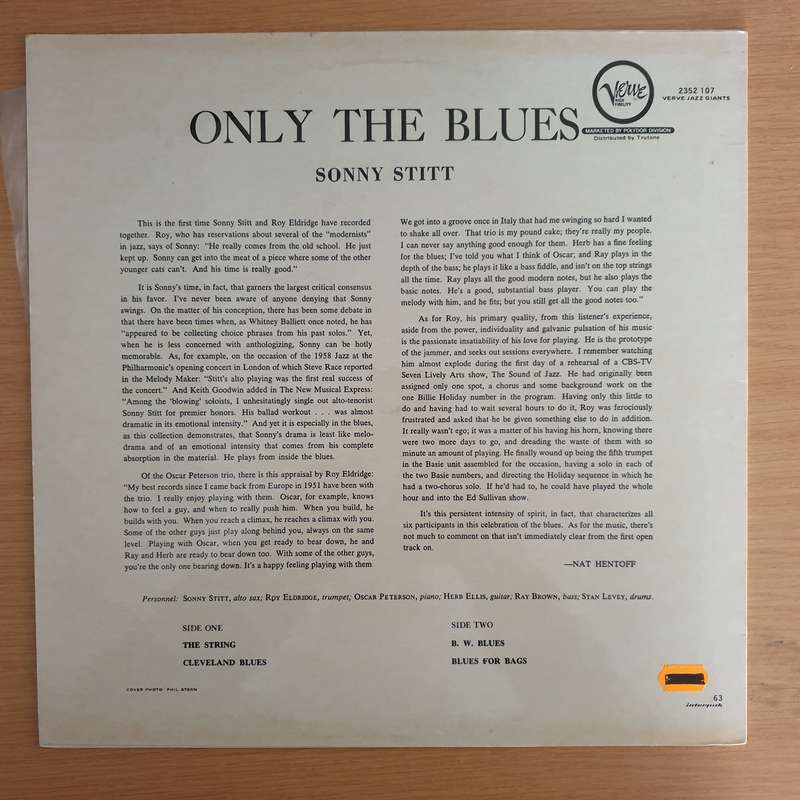 Verve
HIGH
FIDELITY
2352 107
VERVE JAZZ GIANTS
MARKETED BY POLYDOR DIVISION
Distributed by Trutone
ONLY THE BLUES
SONNY STITT
This is the first time Sonny Stitt and Roy Eldridge have recorded
together. Roy, who has reservations about several of the "modernists"
in jazz, says of Sonny: "He really comes from the old school. He just
kept up. Sonny can get into the meat of a piece where some of the other
younger cats can't. And his time is really good."
It is Sonny's time, in fact, that garners the largest critical consensus
in his favor. I've never been aware of anyone denying that Sonny
swings. On the matter of his conception, there has been some debate in
that there have been times when, as Whitney Balliett once noted, he has
"appeared to be collecting choice phrases from his past solos." Yet,
when he is less concerned with anthologizing, Sonny can be hotly
memorable. As, for example, on the occasion of the 1958 Jazz at the
Philharmonic's opening concert in London of which Steve Race reported
in the Melody Maker: "Stitt's alto playing was the first real success of
the concert." And Keith Goodwin added in The New Musical Express:
"Among the 'blowing' soloists, I unhesitatingly single out alto-tenorist
Sonny Stitt for premier honors. His ballad workout . . . was almost
dramatic in its emotional intensity." And yet it is especially in the blues,
as this collection demonstrates, that Sonny's drama is least like melo-
drama and of an emotional intensity that comes from his complete
absorption in the material. He plays from inside the blues.
Of the Oscar Peterson trio, there is this appraisal by Roy Eldridge:
"My best records since I came back from Europe in 1951 have been with
the trio. I really enjoy playing with them. Oscar, for example, knows
how to feel a guy, and when to really push him. When you build, he
builds with you. When you reach a climax, he reaches a climax with you.
Some of the other guys just play along behind you, always on the same
level. Playing with Oscar, when you get ready to bear down, he and
Ray and Herb are ready to bear down too. With some of the other guys,
you're the only one bearing down. It's a happy feeling playing with them
We got into a groove once in Italy that had me swinging so hard I wanted
to shake all over. That trio is my pound cake; they're really my people.
I can never say anything good enough for them. Herb has a fine feeling
for the blues; I've told you what I think of Oscar; and Ray plays in the
depth of the bass; he plays it like a bass fiddle, and isn't on the top strings
all the time. Ray plays all the good modern notes, but he also plays the
basic notes. He's a good, substantial bass player. You can play the
melody with him, and he fits; but you still get all the good notes too."
As for Roy, his primary quality, from this listener's experience,
aside from the power, individuality and galvanic pulsation of his music
is the passionate insatiability of his love for playing. He is the prototype
of the jammer, and seeks out sessions everywhere. I remember watching
him almost explode during the first day of a rehearsal of a CBS-TV
Seven Lively Arts show, The Sound of Jazz. He had originally been
assigned only one spot, a chorus and some background work on the
one Billie Holiday number in the program. Having only this little to
do and having to wait several hours to do it, Roy was ferociously
frustrated and asked that he be given something else to do in addition.
It really wasn't ego; it was a matter of his having his horn, knowing there
were two more days to go, and dreading the waste of them with so
minute an amount of playing. He finally wound up being the fifth trumpet
in the Basie unit assembled for the occasion, having a solo in each of
the two Basie numbers, and directing the Holiday sequence in which he
had a two-chorus solo. If he'd had to, he could have played the whole
hour and into the Ed Sullivan show.
It's this persistent intensity of spirit, in fact, that characterizes all
six participants in this celebration of the blues. As for the music, there's
not much to comment on that isn't immediately clear from the first open
track on.
—NAT HENTOFF
Personnel: SONNY STITT, alto sax; ROY ELDRIDGE, trumpet; OSCAR PETERSON, piano; HERB ELLIS, guitar; RAY BROWN, bass; STAN LEVEY, drums.
SIDE ONE
THE STRING
CLEVELAND BLUES
SIDE TWO
B. W. BLUES
BLUES FOR BAGS
COVER PHOTO: PHIL STERN
63
interpak